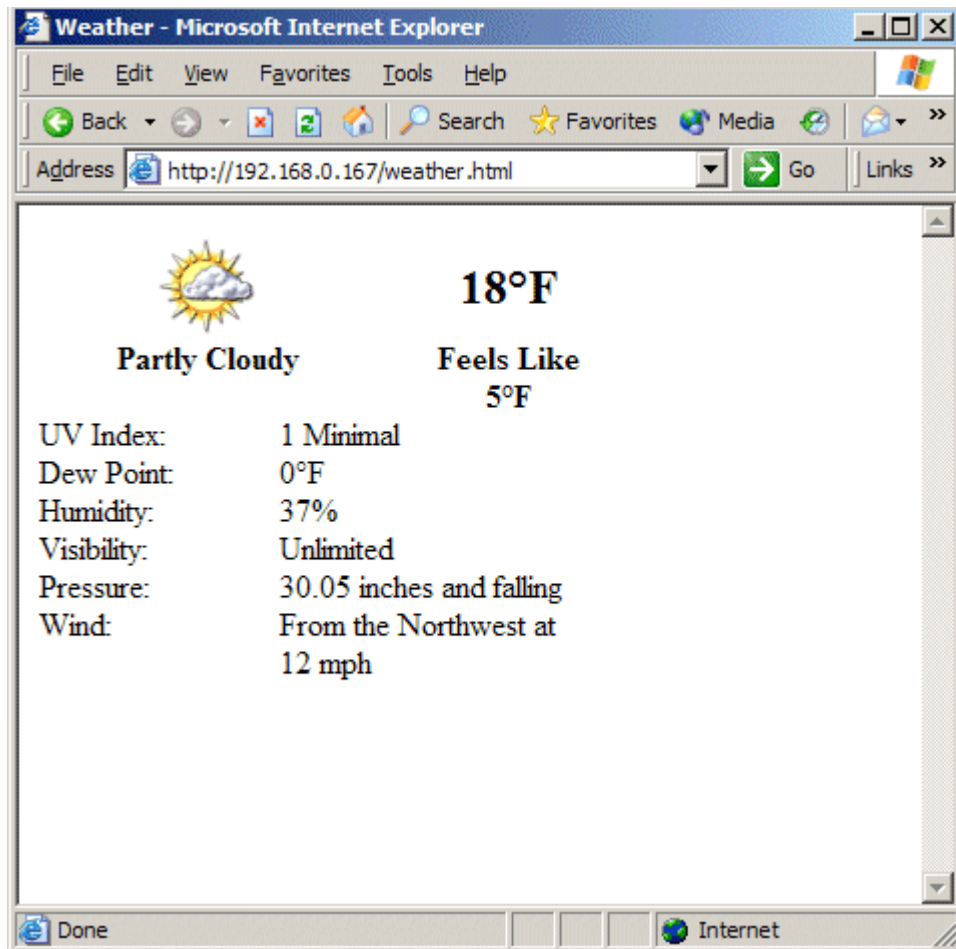 Weather - Microsoft Internet Explorer
File Edit View Favorites Tools Help
Back Search Favorites Media »
Address http://192.168.0.167/weather.html Go Links »
18°F
Partly Cloudy Feels Like
5°F
UV Index: 1 Minimal
Dew Point: 0°F
Humidity: 37%
Visibility: Unlimited
Pressure: 30.05 inches and falling
Wind: From the Northwest at
12 mph
Done Internet